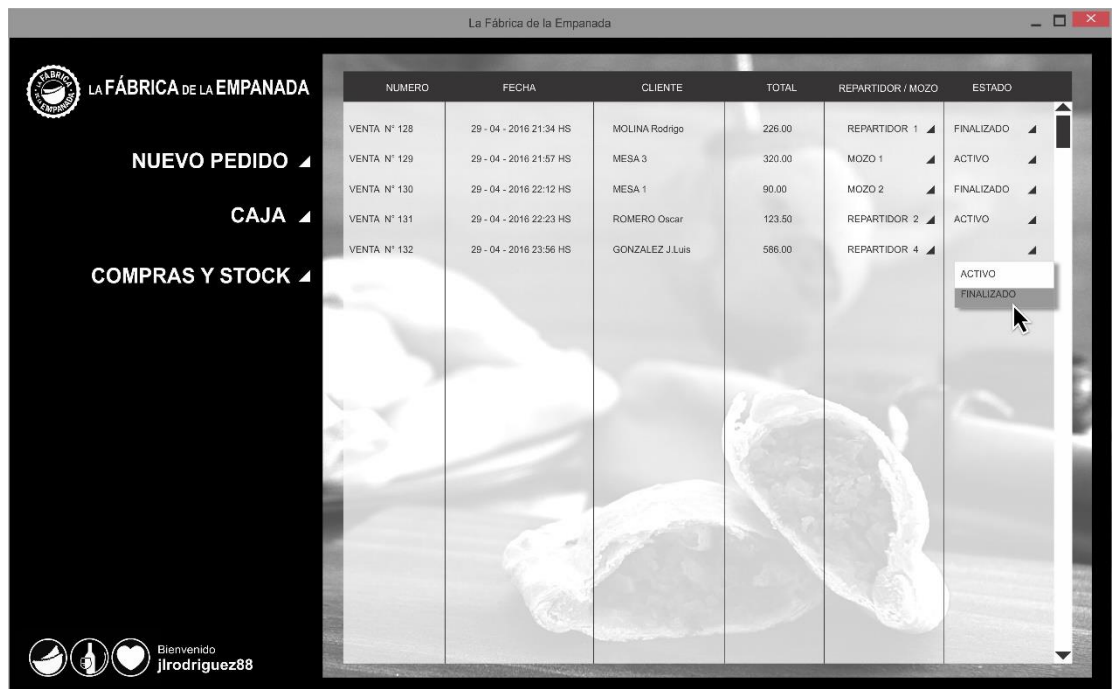 La Fábrica de la Empanada
LA FÁBRICA
DE LA EMPANADA
LA FÁBRICA DE LA EMPANADA
NUEVO PEDIDO
CAJA
COMPRAS Y STOCK
NUMERO FECHA CLIENTE TOTAL REPARTIDOR / MOZO ESTADO
VENTA N° 128 29 - 04 - 2016 21:34 HS MOLINA Rodrigo 226.00 REPARTIDOR 1 FINALIZADO
VENTA N° 129 29 - 04 - 2016 21:57 HS MESA 3 320.00 MOZO 1 ACTIVO
VENTA N° 130 29 - 04 - 2016 22:12 HS MESA 1 90.00 MOZO 2 FINALIZADO
VENTA N° 131 29 - 04 - 2016 22:23 HS ROMERO Oscar 123.50 REPARTIDOR 2 ACTIVO
VENTA N° 132 29 - 04 - 2016 23:56 HS GONZALEZ J.Luis 586.00 REPARTIDOR 4
ACTIVO
FINALIZADO
Bienvenido
jlrodriguez88